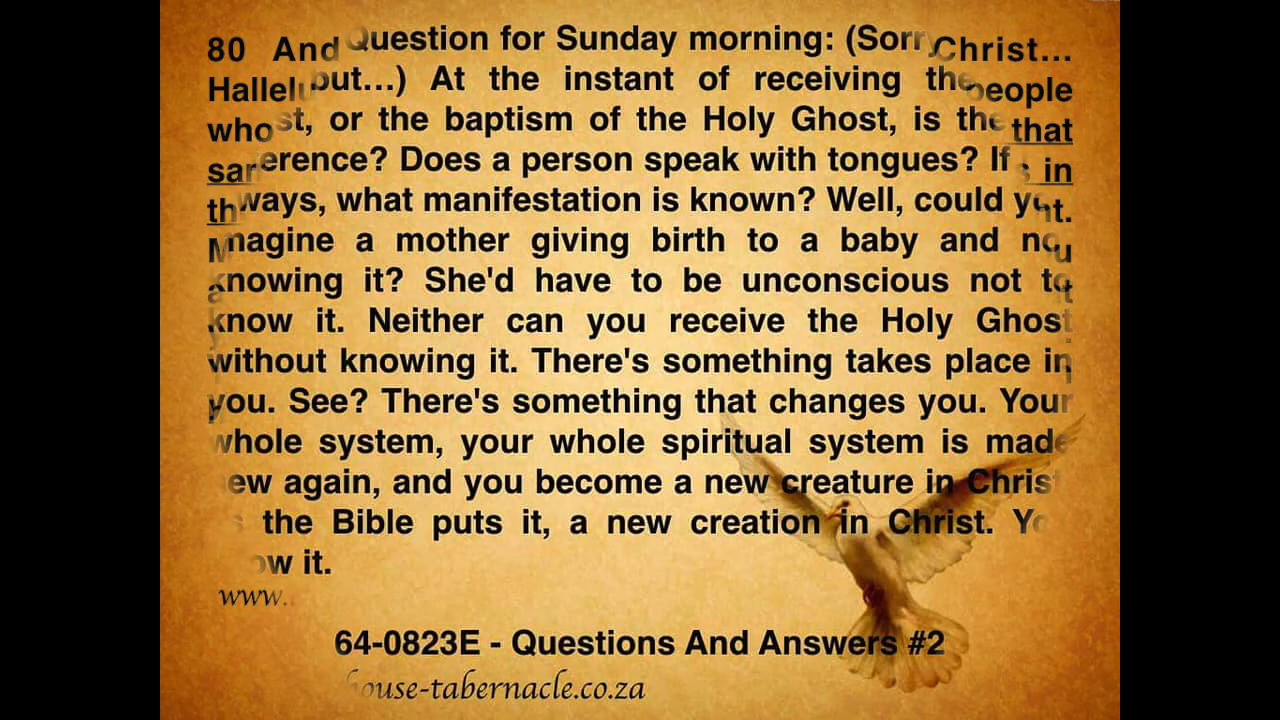 80 And Question for Sunday morning: (Sorry Christ...
but...) At the instant of receiving the people
who st, or the baptism of the Holy Ghost, is the that
erence? Does a person speak with tongues? If in
ways, what manifestation is known? Well, could
magine a mother giving birth to a baby and
knowing it? She'd have to be unconscious not to
know it. Neither can you receive the Holy Ghost
without knowing it. There's something takes place in
you. See? There's something that changes you. Your
whole system, your whole spiritual system is made
ew again, and you become a new creature in Christ
the Bible puts it, a new creation in Christ.
ow it.
www.
64-0823E - Questions And Answers #2
house-tabernacle.co.za